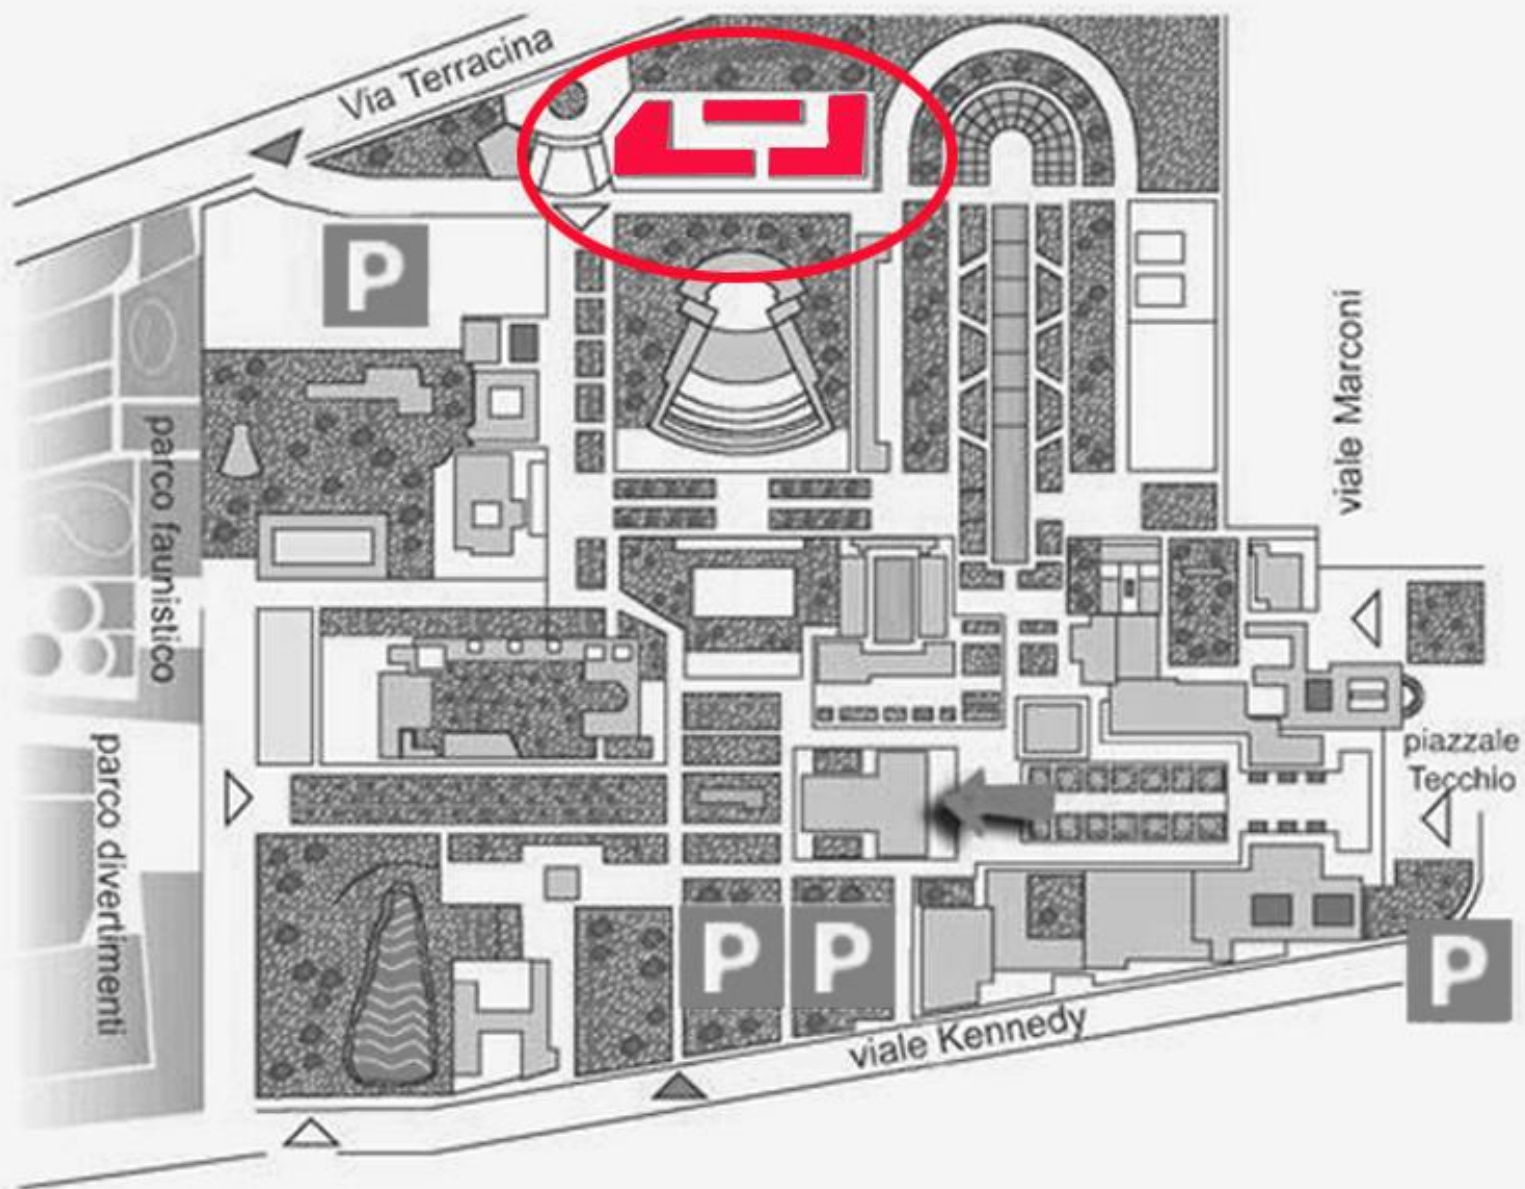 Via Terracina
P
viale Marconi
parco faunistico
piazzale
Tecchio
parco divertimenti
P
P
P
viale Kennedy